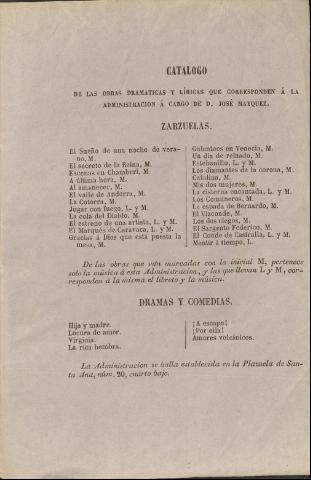 CATALOGO
DE LAS OBRAS DRAMATICAS Y LÍRICAS QUE CORRESPONDEN Á LA
ADMINISTRACION Á CARGO DE D. JOSÉ MAYQUEZ.
ZARZUELAS.
El Sueño de una noche de vera-
no, M.
El secreto de la Reina, M.
Escenas en Chamberí, M.
A última hora, M.
Al amanecer, M.
El valle de Andorra, M.
La Cotorra, M.
Jugar con fuego, L. y M.
La cola del Diablo, M.
El estreno de una artista, L. y M.
El Marqués de Caravaca, L. y M.
Gracias á Dios que está puesta la
mesa, M.
Galanteos en Venecia, M.
Un dia de reinado, M.
Estebanillo, L. y M.
Los diamantes de la corona, M.
Catalina, M.
Mis dos mujeres, M.
La cisterna encantada, L. y M.
Los Comuneros, M.
La espada de Bernardo, M.
El Vizconde, M.
Los dos ciegos, M.
El Sargento Federico, M.
El Conde de Castralla, L. y M.
Mentir á tiempo, L.
De las obras que ván marcadas con la inicial M, pertenece
solo la música á esta Administracion, y las que llevan L y M, cor-
responden á la misma el libreto y la música.
DRAMAS Y COMEDIAS.
Hija y madre.
Locura de amor.
Virginia.
La rica hembra.
¡A escape!
¡Por ella!
Amores volcánicos.
La Administracion se halla establecida en la Plazuela de San-
ta Ana, núm. 20, cuarto bajo.